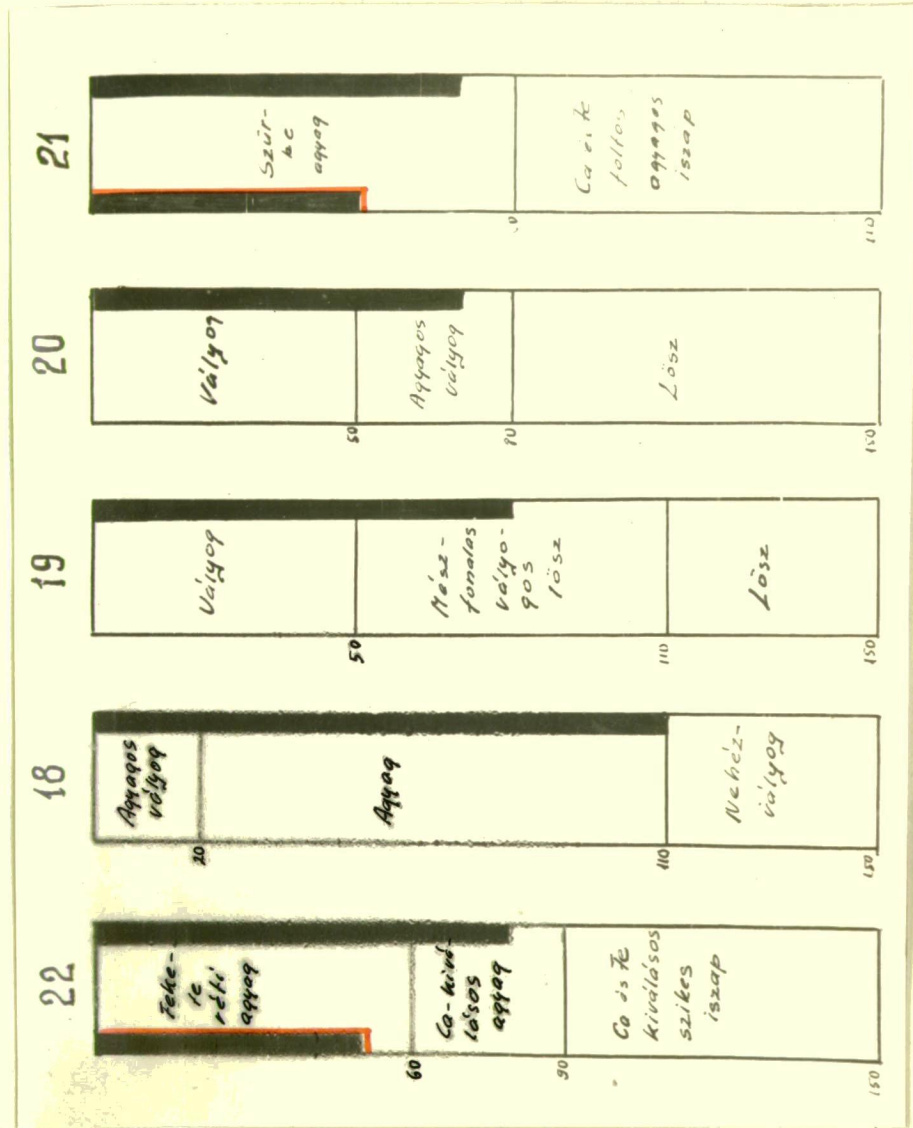 21
Szür-
ke
agyag
Ca és Fe
foltos
agyagos
iszap
110
20
Vályog
Agyagos
vályog
Lösz
50
150
19
Vályog
Mész-
fonalas
vályo-
gos
lösz
Lösz
50
110
150
18
Agyagos
vályog
Agyag
Nehéz-
vályog
20
110
150
22
Feke-
te
réti
agyag
Ca-kivá-
lásos
agyag
Ca és Fe
kiválásos
szikes
iszap
60
90
150